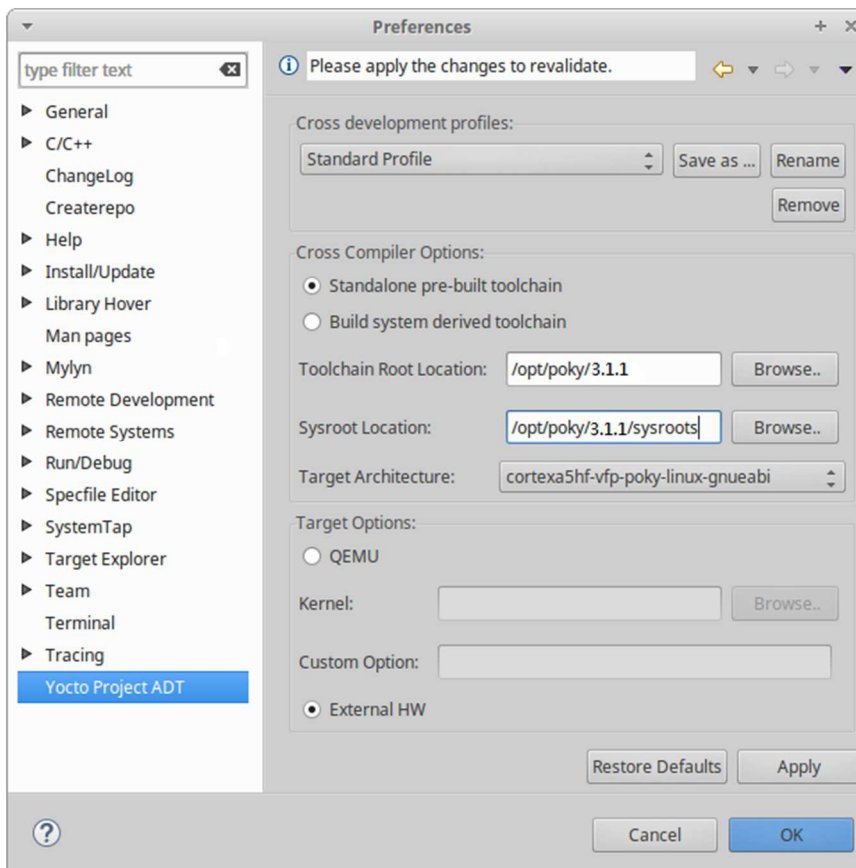 Preferences
type filter text
Please apply the changes to revalidate.
General
C/C++
ChangeLog
Createrepo
Help
Install/Update
Library Hover
Man pages
Mylyn
Remote Development
Remote Systems
Run/Debug
Specfile Editor
SystemTap
Target Explorer
Team
Terminal
Tracing
Yocto Project ADT
Cross development profiles:
Standard Profile Save as ... Rename
Remove
Cross Compiler Options:
Standalone pre-built toolchain
Build system derived toolchain
Toolchain Root Location: /opt/poky/3.1.1 Browse..
Sysroot Location: /opt/poky/3.1.1/sysroots Browse..
Target Architecture: cortexa5hf-vfp-poky-linux-gnueabi
Target Options:
QEMU
Kernel: Browse..
Custom Option:
External HW
Restore Defaults Apply
? Cancel OK